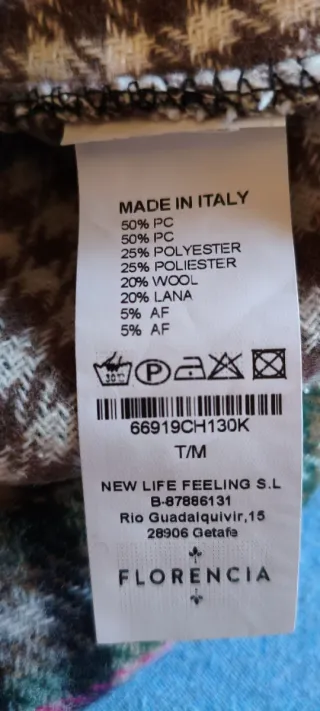 MADE IN ITALY
50% PC
50% PC
25% POLYESTER
25% POLIESTER
20% WOOL
20% LANA
5% AF
5% AF
30° P
66919CH130K
T/M
NEW LIFE FEELING S.L
B-87886131
Rio Guadalquivir,15
28906 Getafe
FLORENCIA